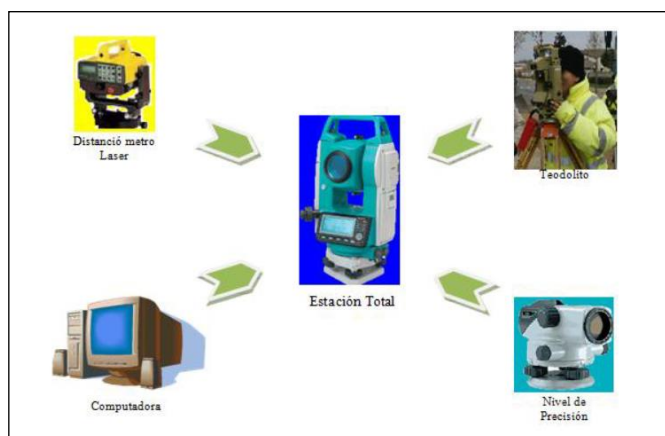 Distanció metro
Laser
Teodolito
Estación Total
Computadora
Nivel de
Precisión